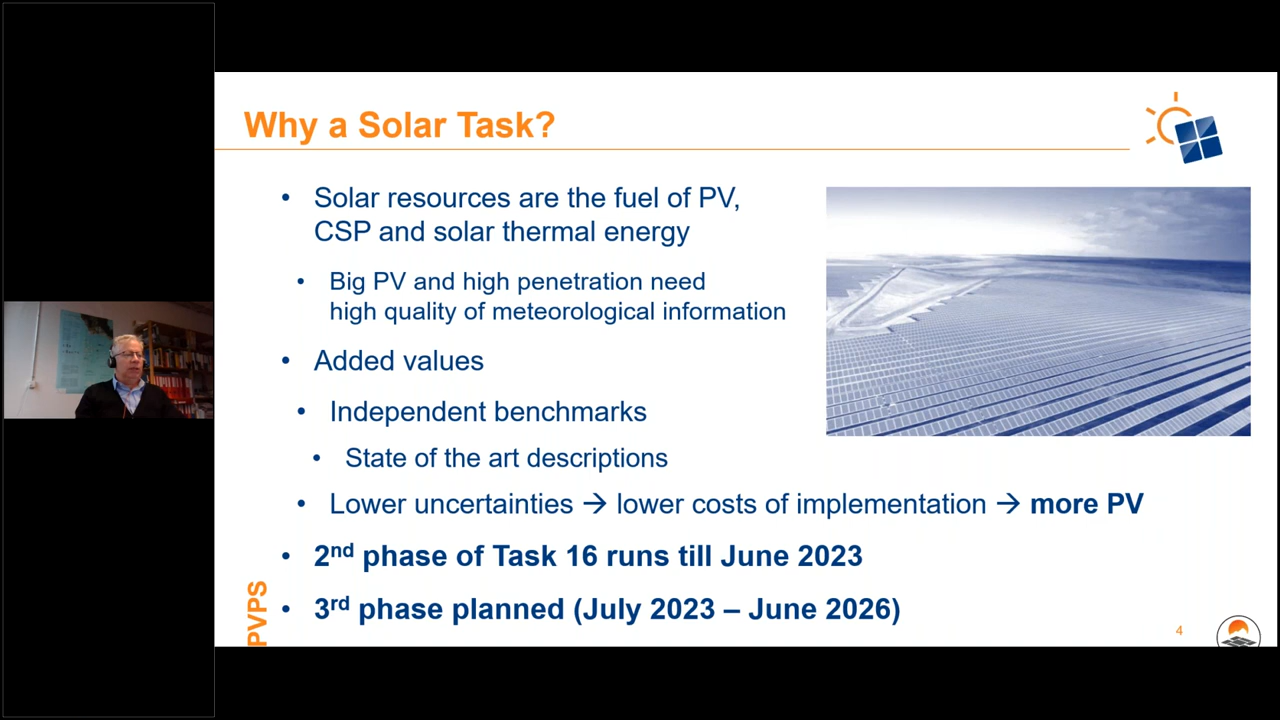 Why a Solar Task?
• Solar resources are the fuel of PV,
CSP and solar thermal energy
• Big PV and high penetration need
high quality of meteorological information
• Added values
• Independent benchmarks
• State of the art descriptions
• Lower uncertainties → lower costs of implementation → more PV
• 2nd phase of Task 16 runs till June 2023
• 3rd phase planned (July 2023 – June 2026)
PVPS
4